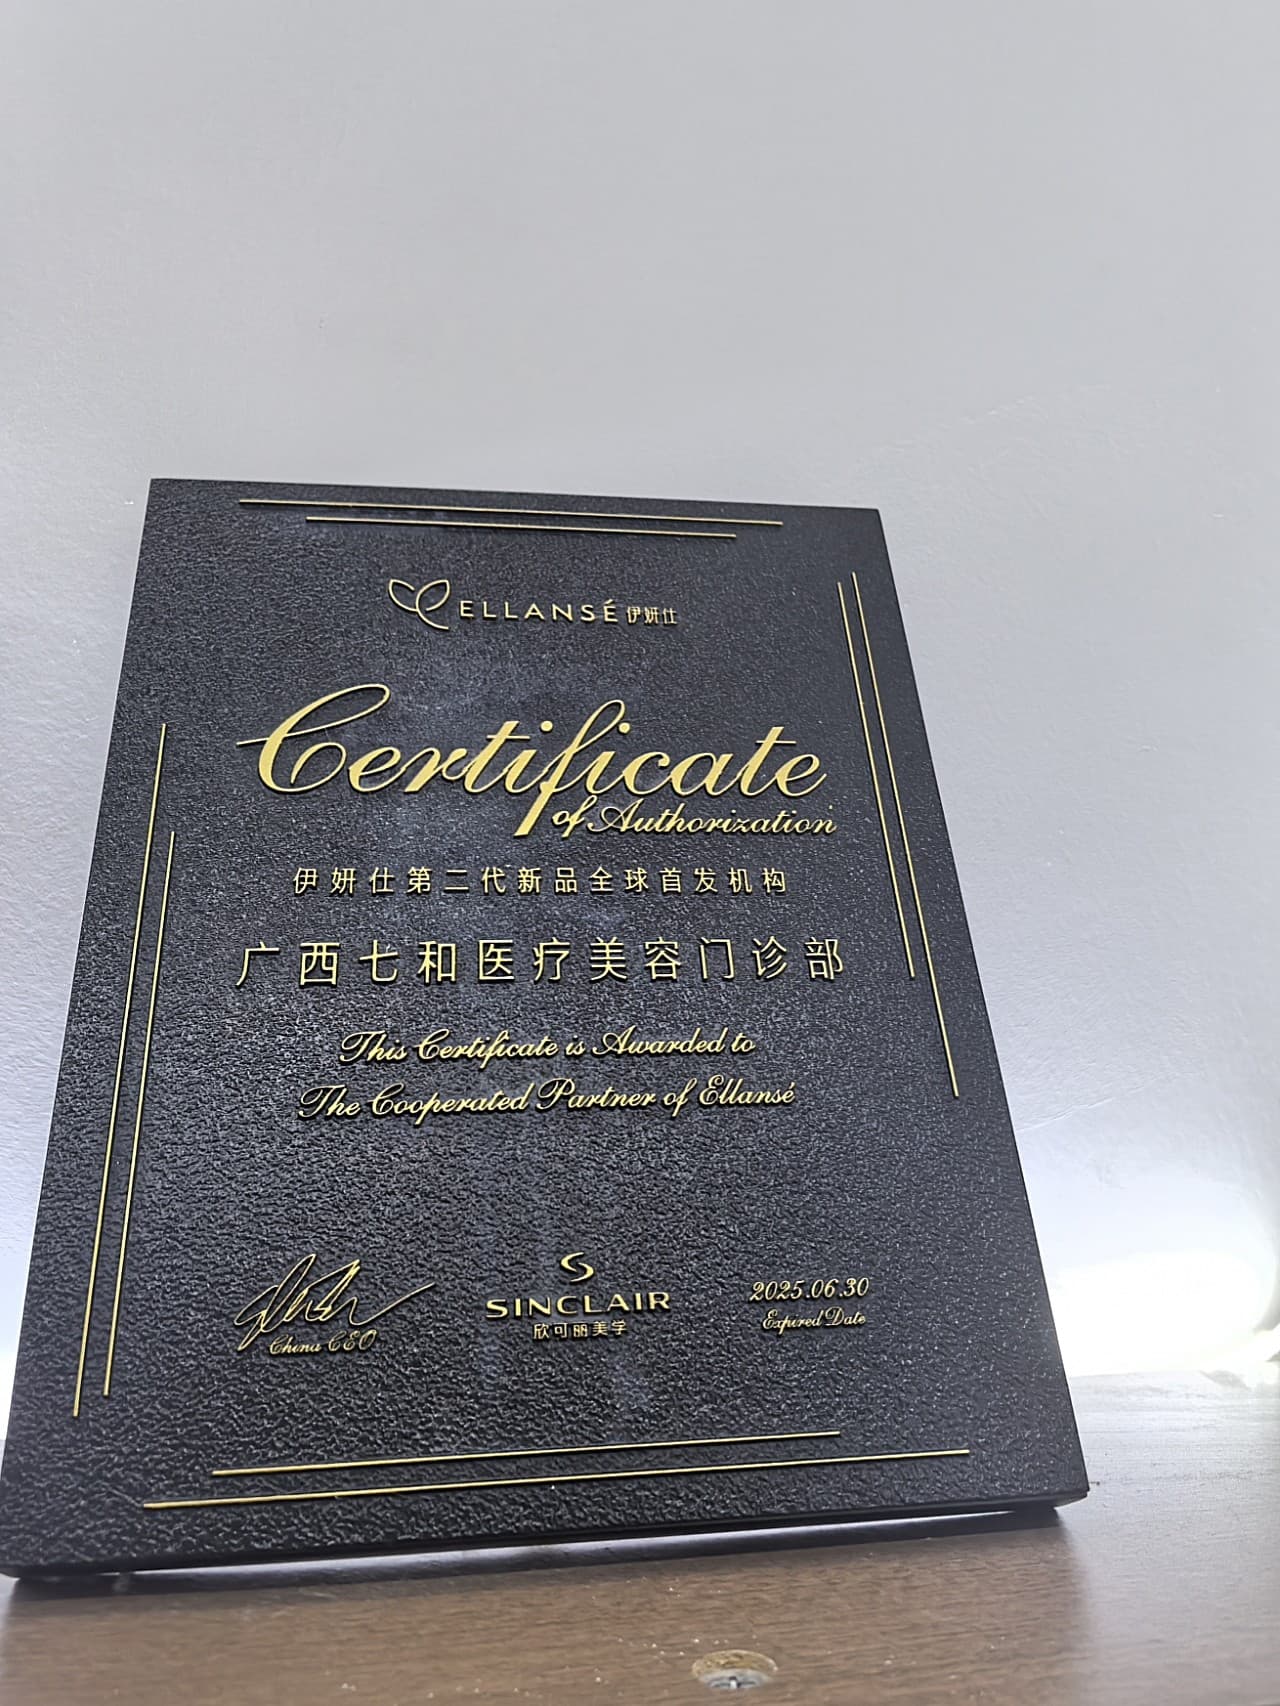 ELLANSÉ 伊妍仕
Certificate
of Authorization
伊妍仕第二代新品全球首发机构
广西七和医疗美容门诊部
This Certificate is Awarded to
The Cooperated Partner of Ellansé
China CEO
SINCLAIR
欣可丽美学
2025.06.30
Expired Date